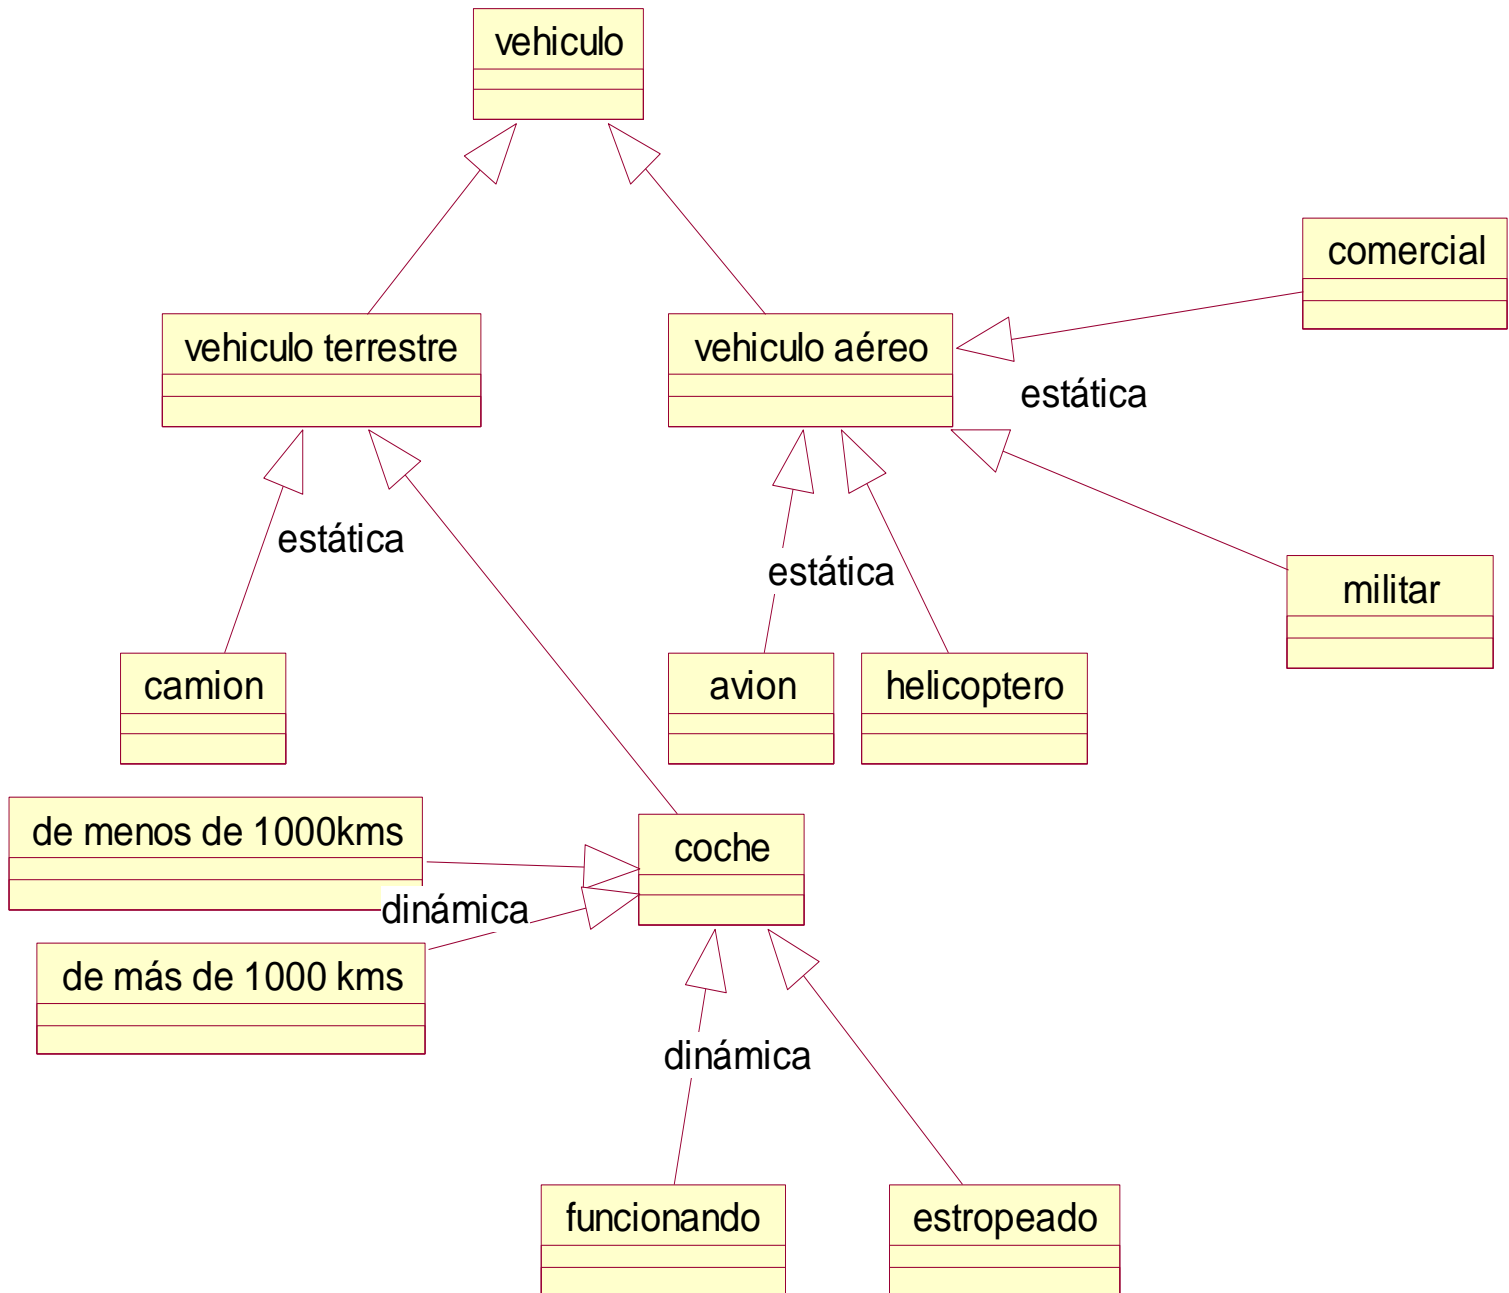 vehiculo
comercial
vehiculo terrestre
vehiculo aéreo
estática
estática
estática
militar
camion
avion
helicoptero
de menos de 1000kms
coche
dinámica
de más de 1000 kms
dinámica
funcionando
estropeado